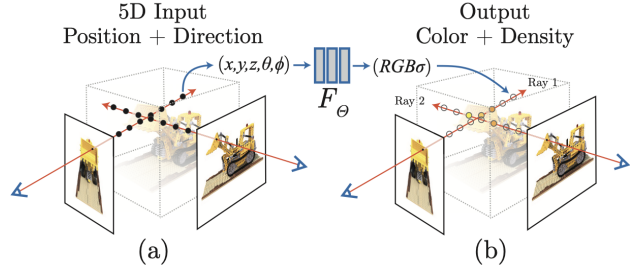 5D Input
Position + Direction
Output
Color + Density
(x,y,z,θ,ϕ)
(RGBσ)
F_Θ
Ray 1
Ray 2
(a)
(b)